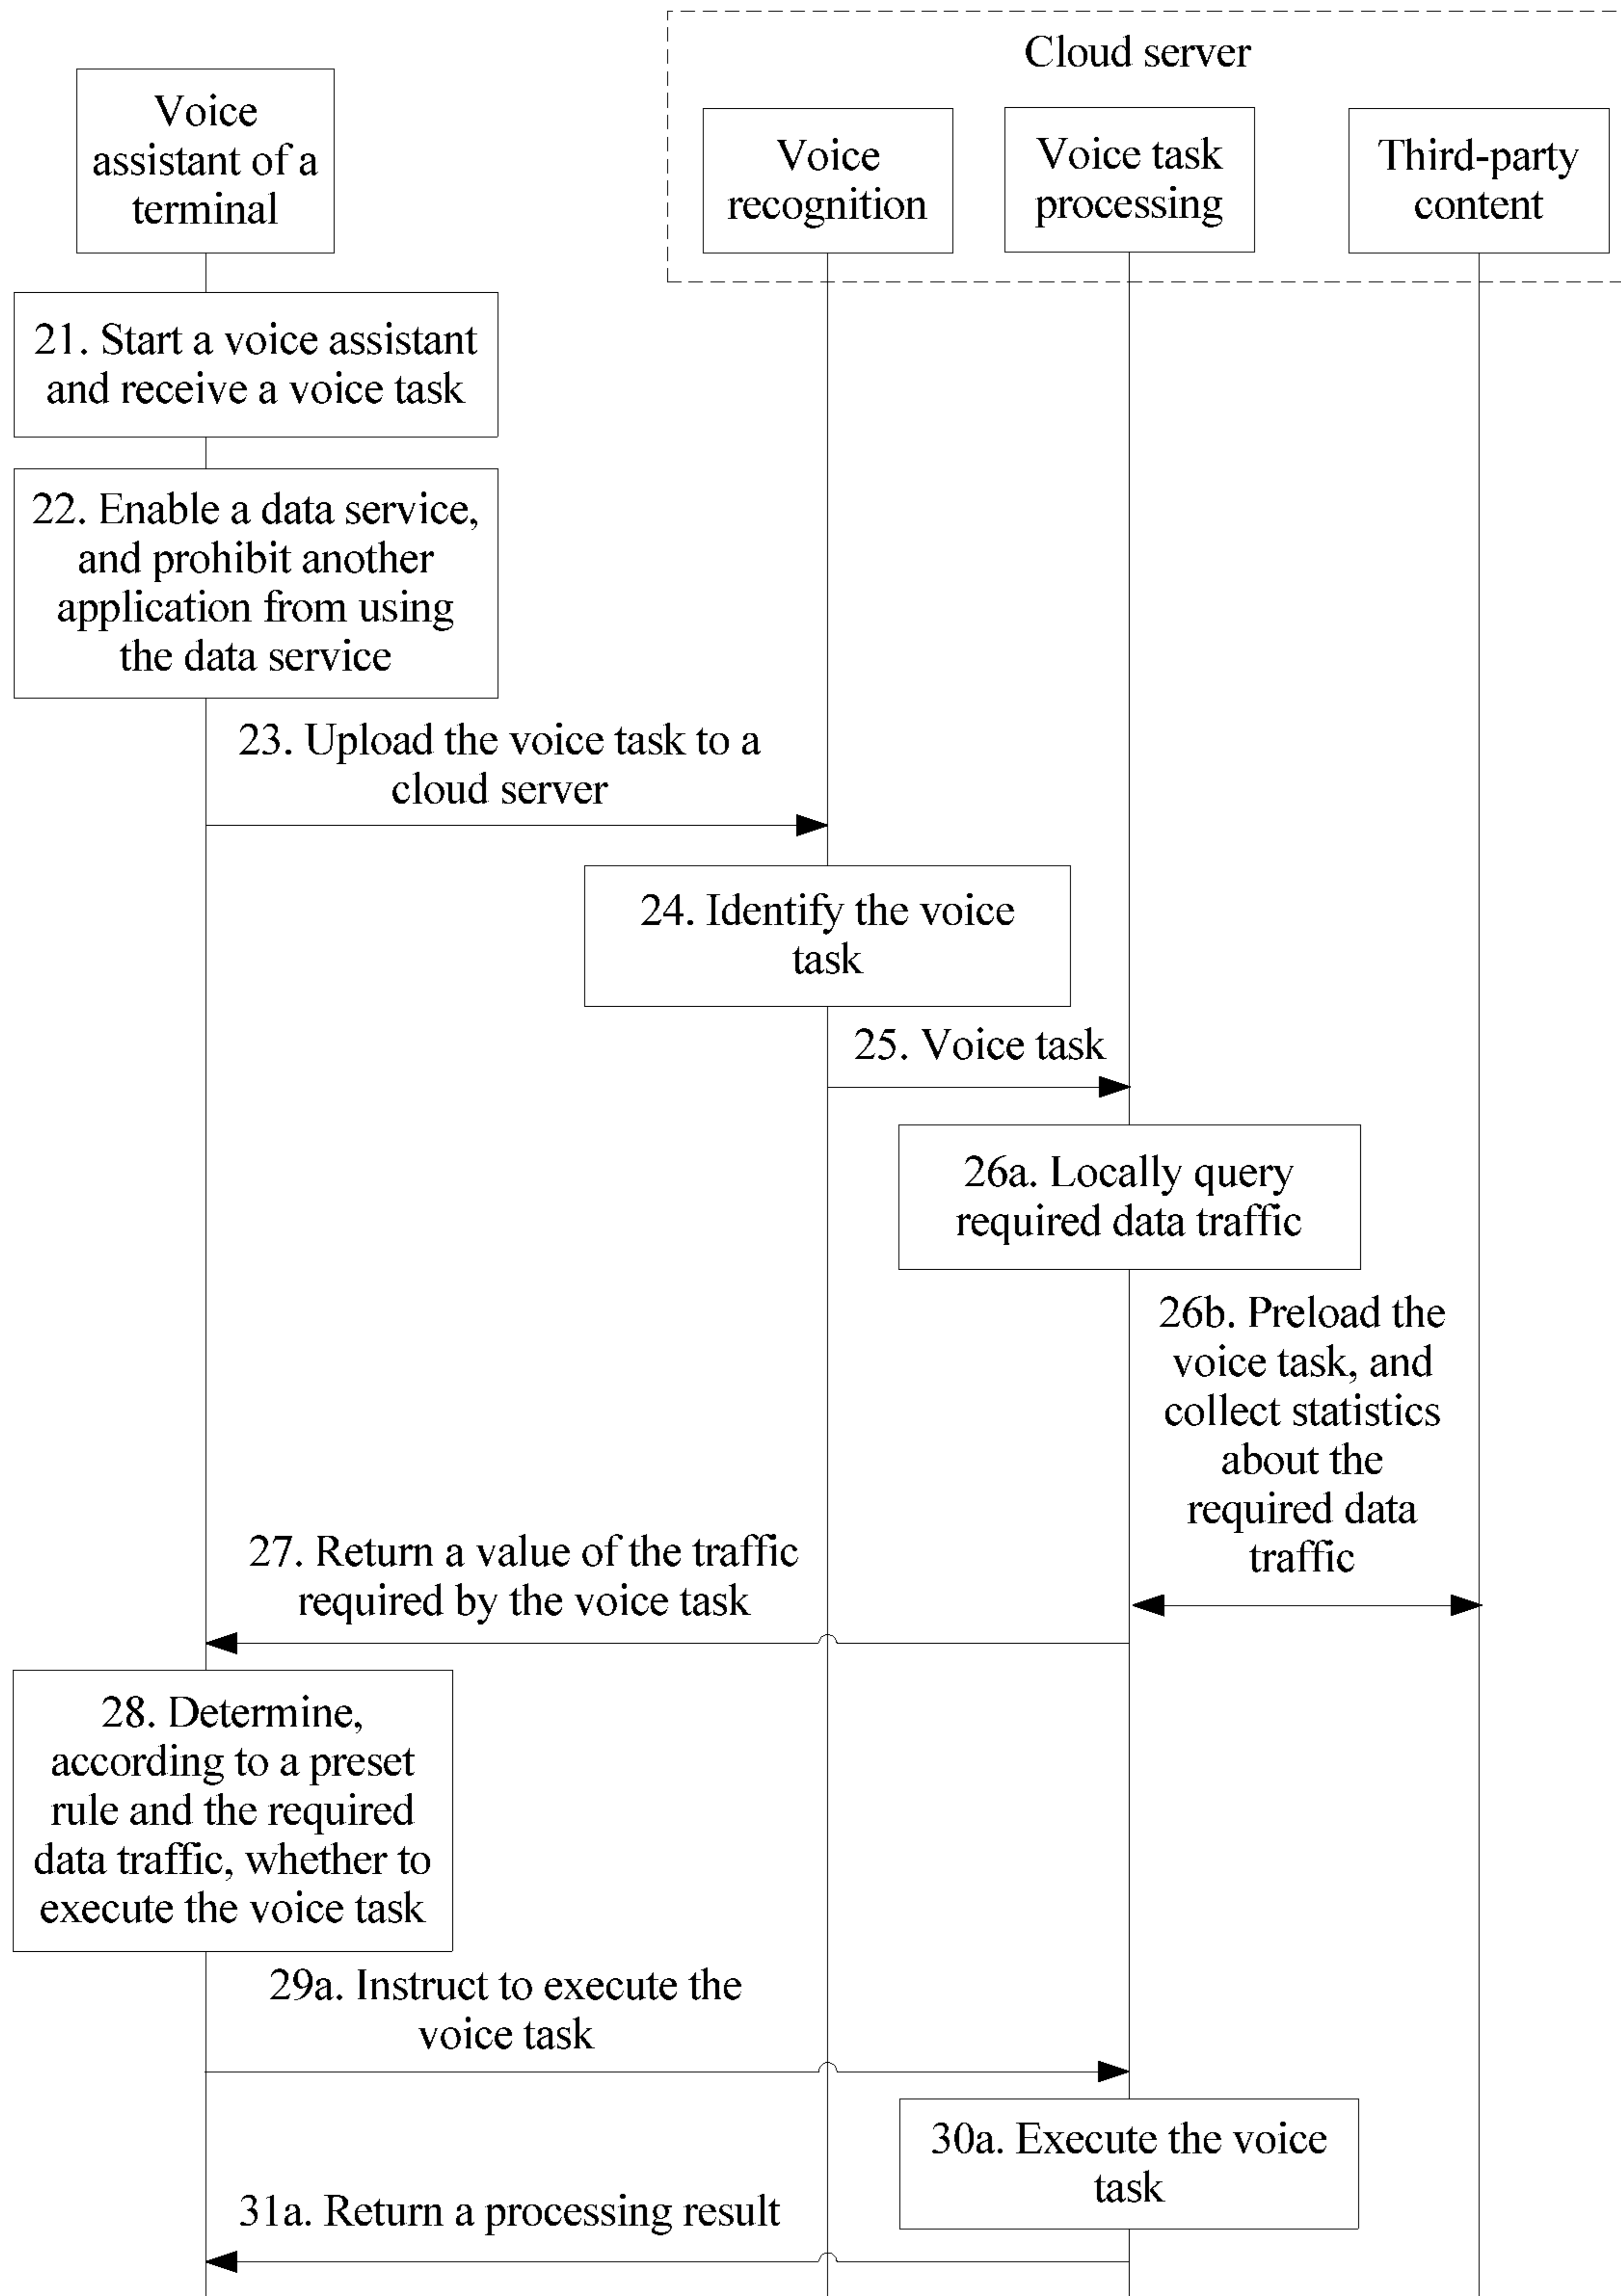 Cloud server
Voice
assistant of a
terminal
Voice
recognition
Voice task
processing
Third-party
content
21. Start a voice assistant
and receive a voice task
22. Enable a data service,
and prohibit another
application from using
the data service
23. Upload the voice task to a
cloud server
24. Identify the voice
task
25. Voice task
26a. Locally query
required data traffic
26b. Preload the
voice task, and
collect statistics
about the
required data
traffic
27. Return a value of the traffic
required by the voice task
28. Determine,
according to a preset
rule and the required
data traffic, whether to
execute the voice task
29a. Instruct to execute the
voice task
30a. Execute the voice
task
31a. Return a processing result